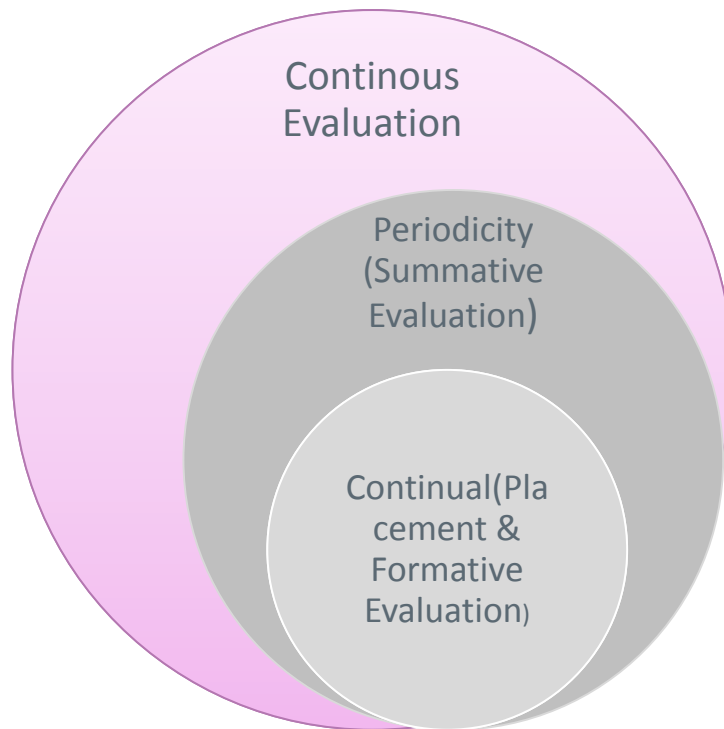 Continous
Evaluation
Periodicity
(Summative
Evaluation)
Continual(Pla
cement &
Formative
Evaluation)